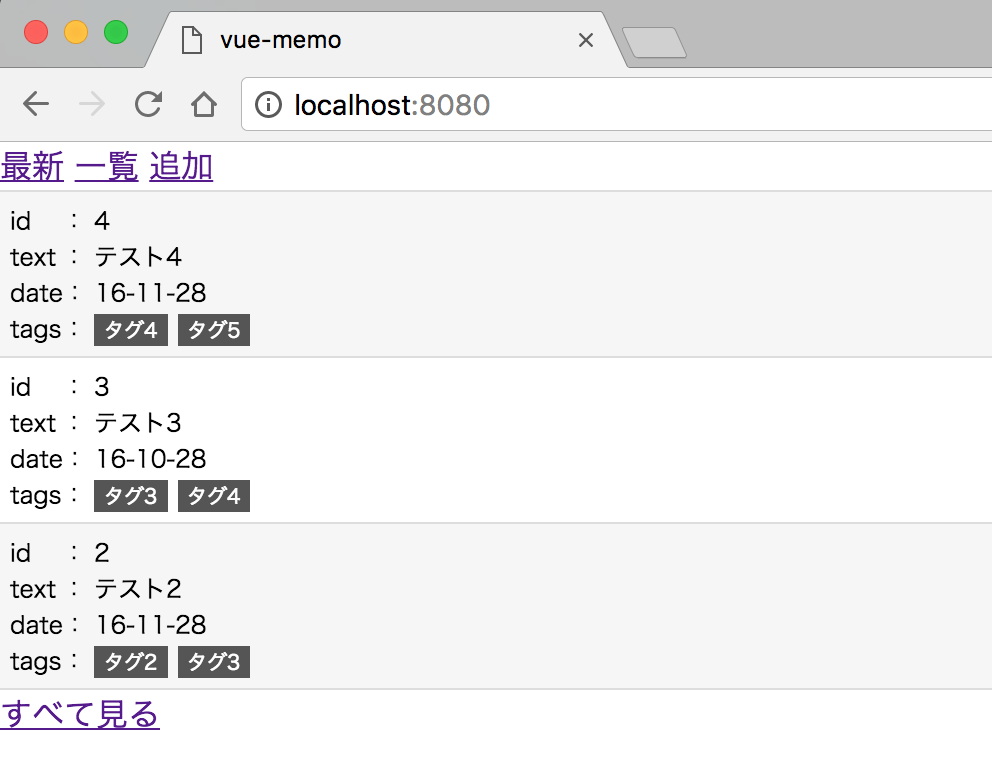 vue-memo
localhost:8080
最新 一覧 追加
id : 4
text : テスト4
date : 16-11-28
tags : タグ4 タグ5
id : 3
text : テスト3
date : 16-10-28
tags : タグ3 タグ4
id : 2
text : テスト2
date : 16-11-28
tags : タグ2 タグ3
すべて見る